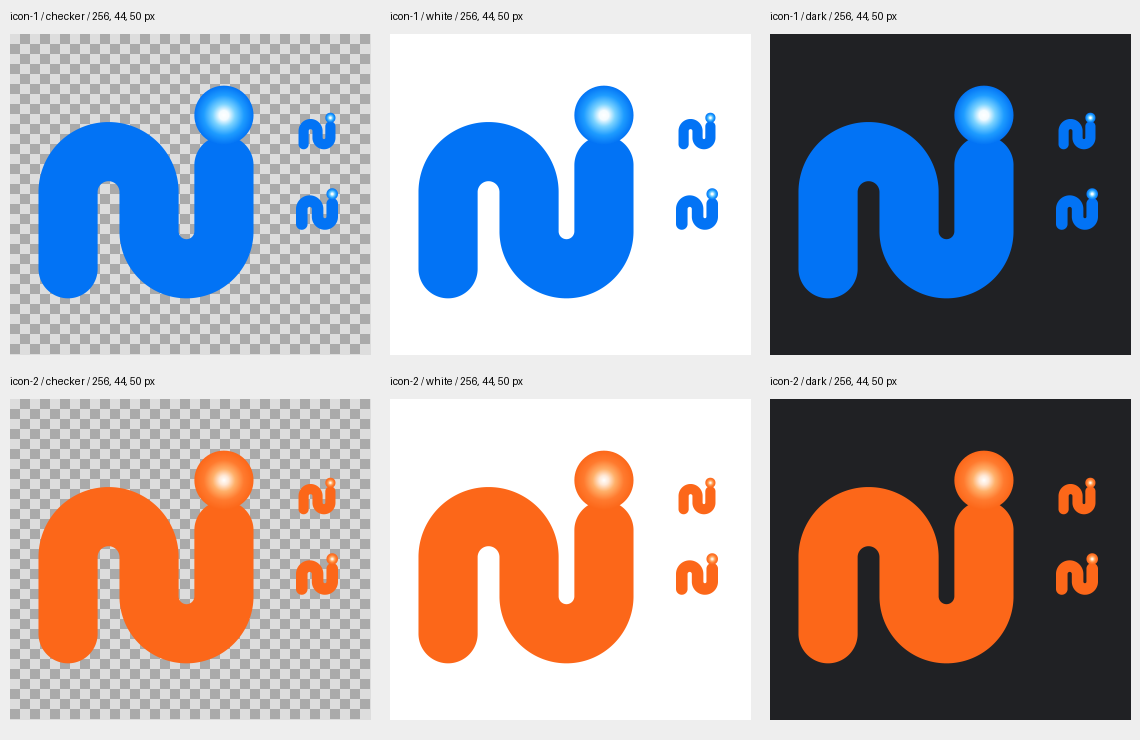 icon-1 / checker / 256, 44, 50 px
icon-1 / white / 256, 44, 50 px
icon-1 / dark / 256, 44, 50 px
icon-2 / checker / 256, 44, 50 px
icon-2 / white / 256, 44, 50 px
icon-2 / dark / 256, 44, 50 px